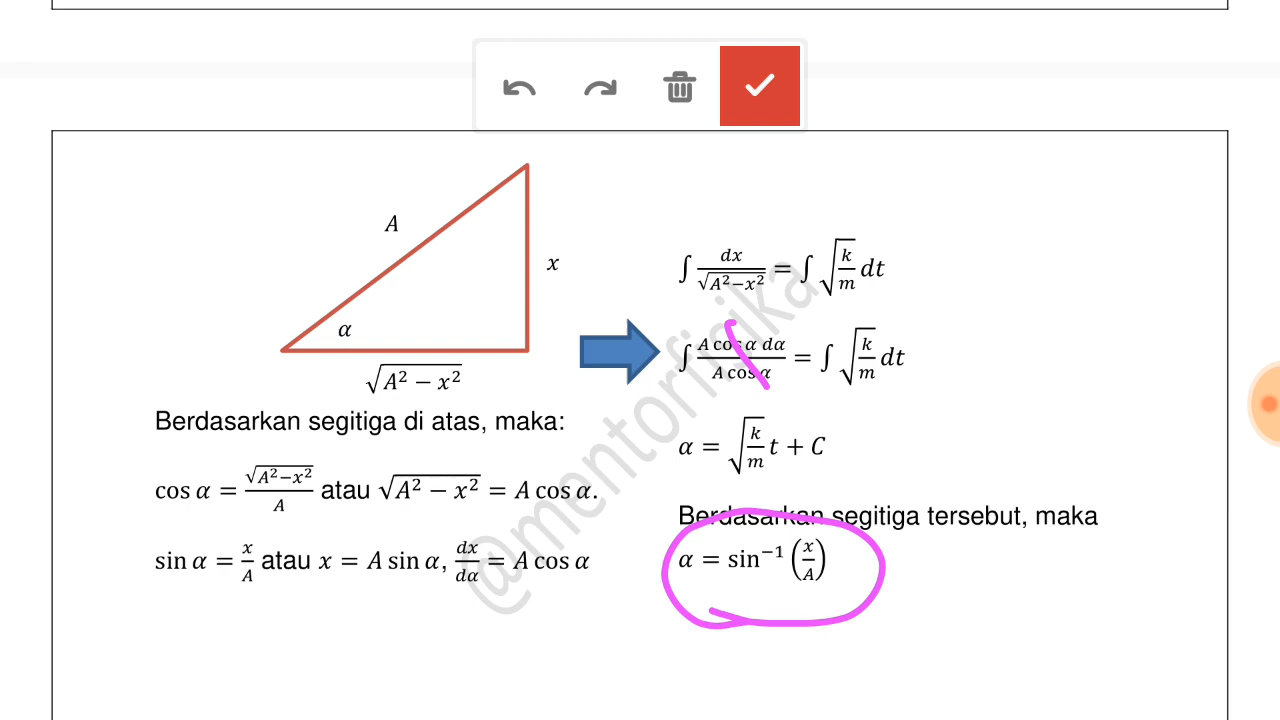 A
x
α
√(A² − x²)
Berdasarkan segitiga di atas, maka:
cos α = √(A²−x²)/A atau √(A² − x²) = A cos α.
sin α = x/A atau x = A sin α, dx/dα = A cos α
∫ dx/√(A²−x²) = ∫ √(k/m) dt
∫ A cos α dα / A cos α = ∫ √(k/m) dt
α = √(k/m) t + C
Berdasarkan segitiga tersebut, maka
α = sin⁻¹ (x/A)
@mentorfisika